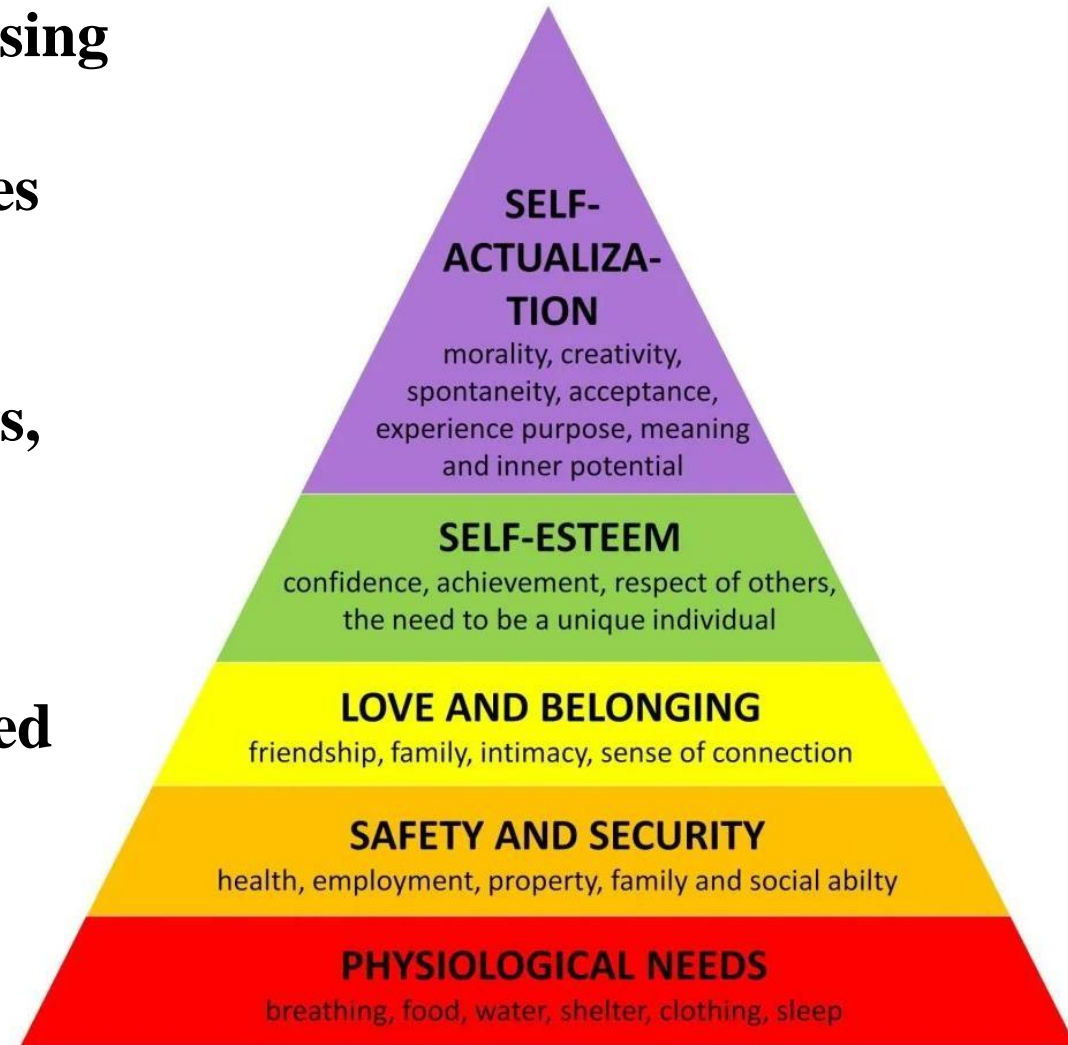 sing
es
s,
ed
SELF-
ACTUALIZA-
TION
morality, creativity,
spontaneity, acceptance,
experience purpose, meaning
and inner potential
SELF-ESTEEM
confidence, achievement, respect of others,
the need to be a unique individual
LOVE AND BELONGING
friendship, family, intimacy, sense of connection
SAFETY AND SECURITY
health, employment, property, family and social abilty
PHYSIOLOGICAL NEEDS
breathing, food, water, shelter, clothing, sleep